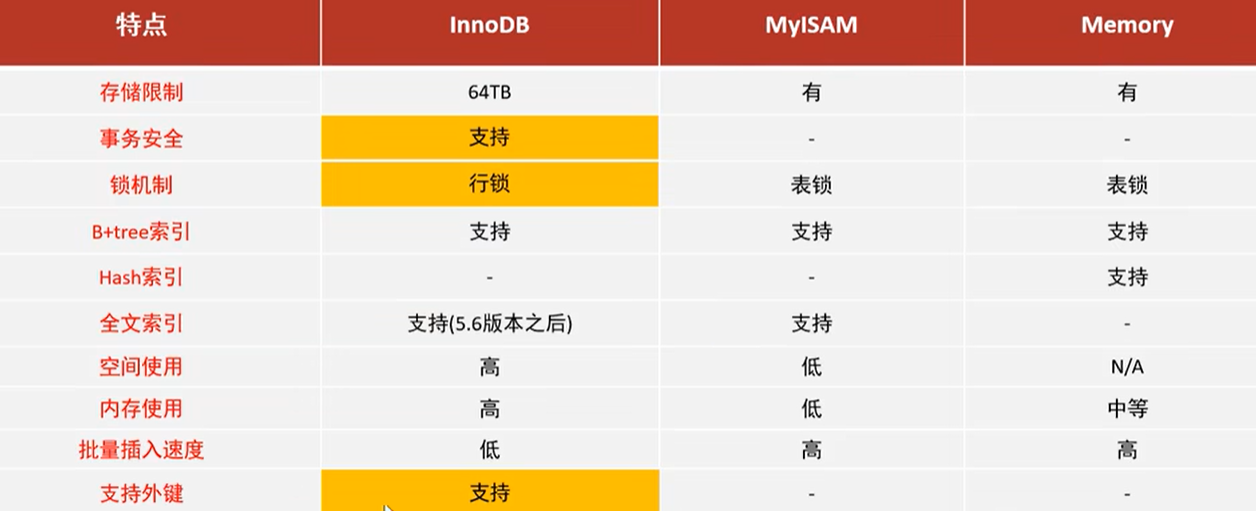 特点 InnoDB MyISAM Memory
存储限制 64TB 有 有
事务安全 支持 - -
锁机制 行锁 表锁 表锁
B+tree索引 支持 支持 支持
Hash索引 - - 支持
全文索引 支持(5.6版本之后) 支持 -
空间使用 高 低 N/A
内存使用 高 低 中等
批量插入速度 低 高 高
支持外键 支持 - -